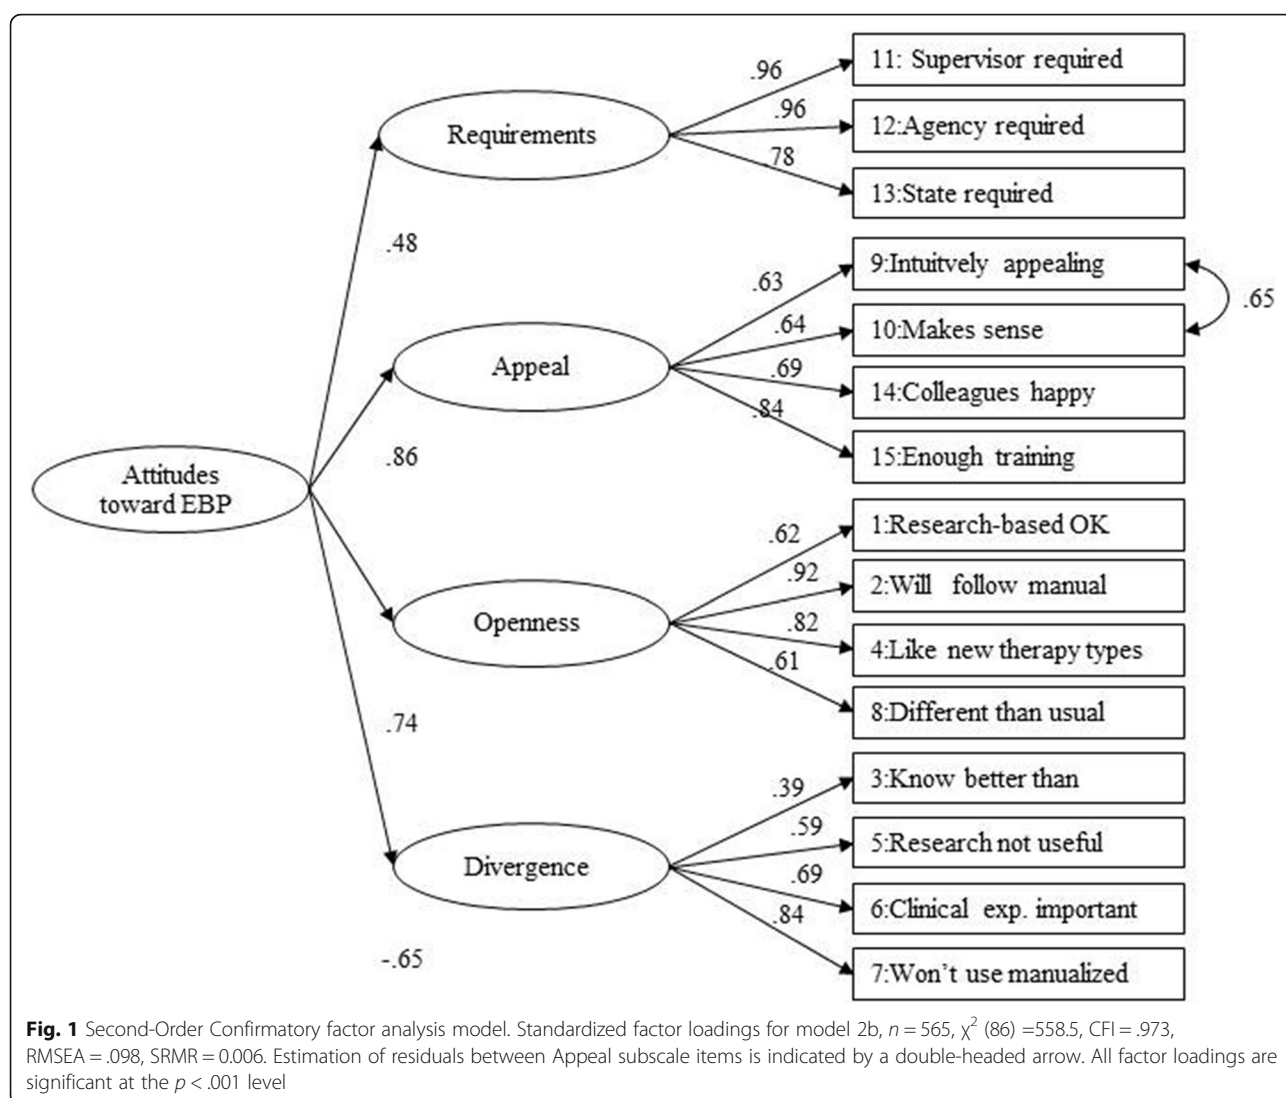 .96
11: Supervisor required
.96
12:Agency required
Requirements
.78
13:State required
.48
9:Intuitvely appealing
.63
.65
.64
10:Makes sense
Appeal
.69
14:Colleagues happy
.84
15:Enough training
.86
Attitudes
toward EBP
1:Research-based OK
.62
.92
2:Will follow manual
Openness
.82
4:Like new therapy types
.61
8:Different than usual
.74
3:Know better than
.39
.59
5:Research not useful
Divergence
.69
6:Clinical exp. important
.84
7:Won't use manualized
-.65
Fig. 1 Second-Order Confirmatory factor analysis model. Standardized factor loadings for model 2b, n = 565, χ² (86) =558.5, CFI = .973,
RMSEA = .098, SRMR = 0.006. Estimation of residuals between Appeal subscale items is indicated by a double-headed arrow. All factor loadings are
significant at the p < .001 level